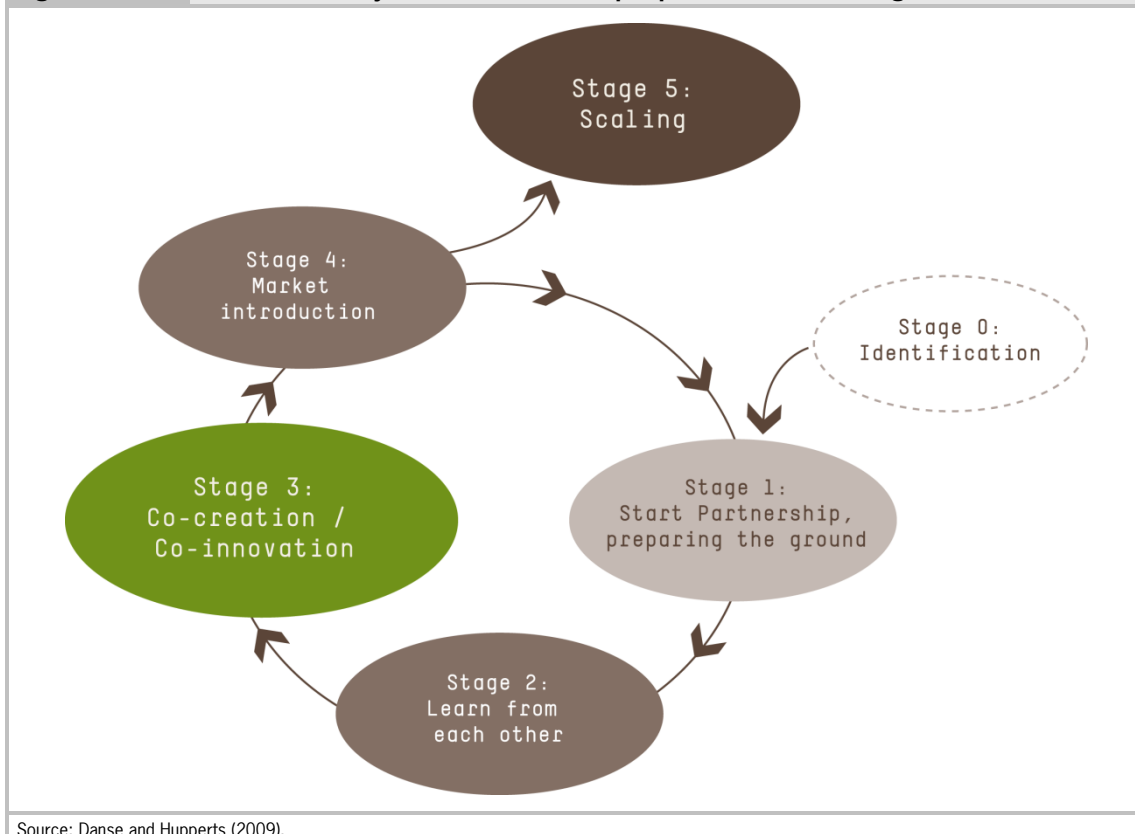 Stage 5:
Scaling
Stage 4:
Market
introduction
Stage 0:
Identification
Stage 3:
Co-creation /
Co-innovation
Stage 1:
Start Partnership,
preparing the ground
Stage 2:
Learn from
each other
Source: Danse and Hupperts (2009).